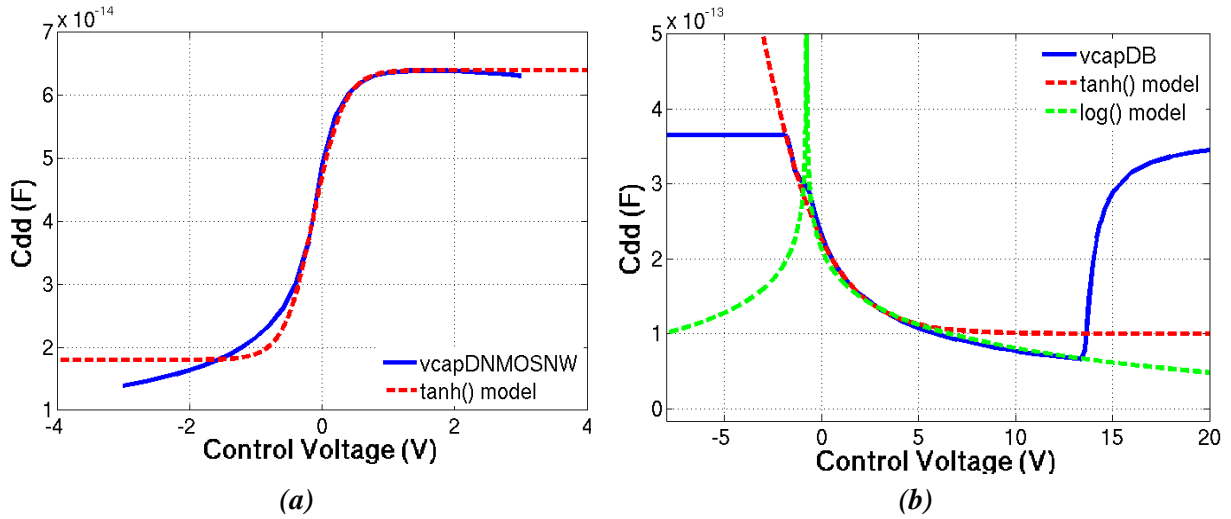 7 x 10⁻¹⁴
6
5
4
3
2
1
-4
-2
0
2
4
Cdd (F)
Control Voltage (V)
vcapDNMOSNW
tanh() model
(a)
5 x 10⁻¹³
4
3
2
1
0
-5
0
5
10
15
20
Cdd (F)
Control Voltage (V)
vcapDB
tanh() model
log() model
(b)